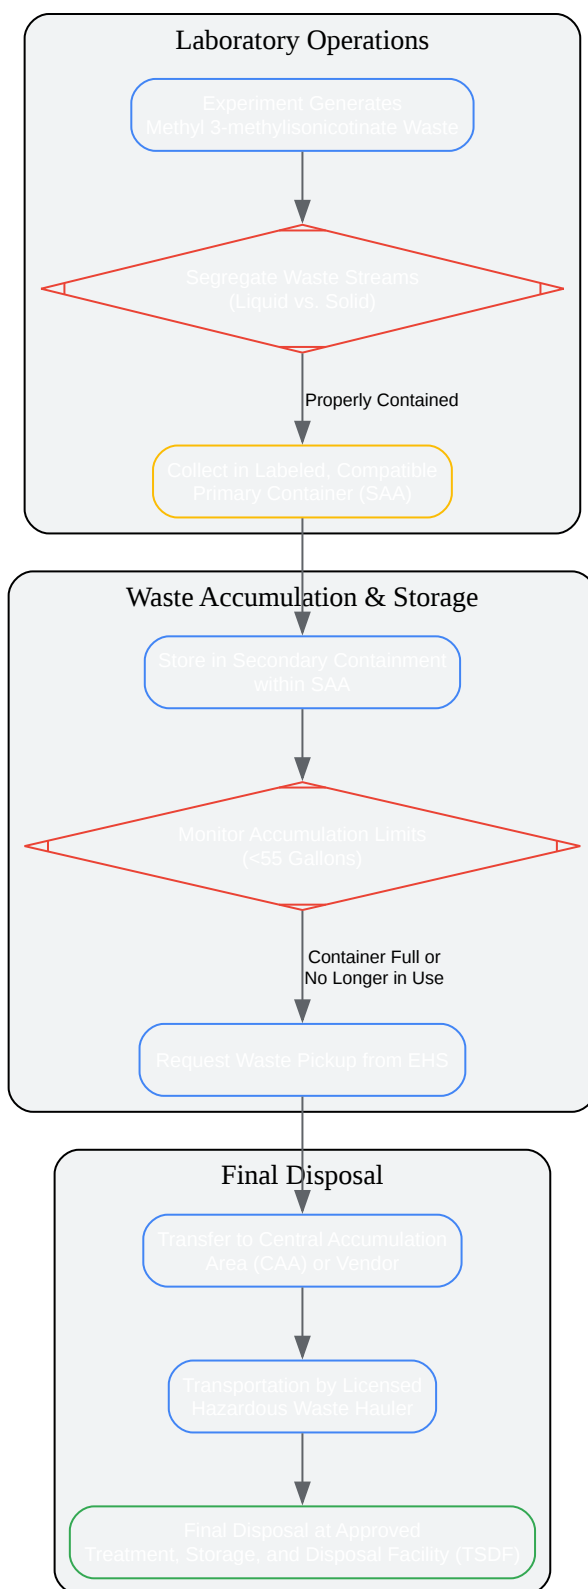 Laboratory Operations
Experiment Generates
Methyl 3-methylisonicotinate Waste
Segregate Waste Streams
(Liquid vs. Solid)
Properly Contained
Collect in Labeled, Compatible
Primary Container (SAA)
Waste Accumulation & Storage
Store in Secondary Containment
within SAA
Monitor Accumulation Limits
(<55 Gallons)
Container Full or
No Longer in Use
Request Waste Pickup from EHS
Final Disposal
Transfer to Central Accumulation
Area (CAA) or Vendor
Transportation by Licensed
Hazardous Waste Hauler
Final Disposal at Approved
Treatment, Storage, and Disposal Facility (TSDF)